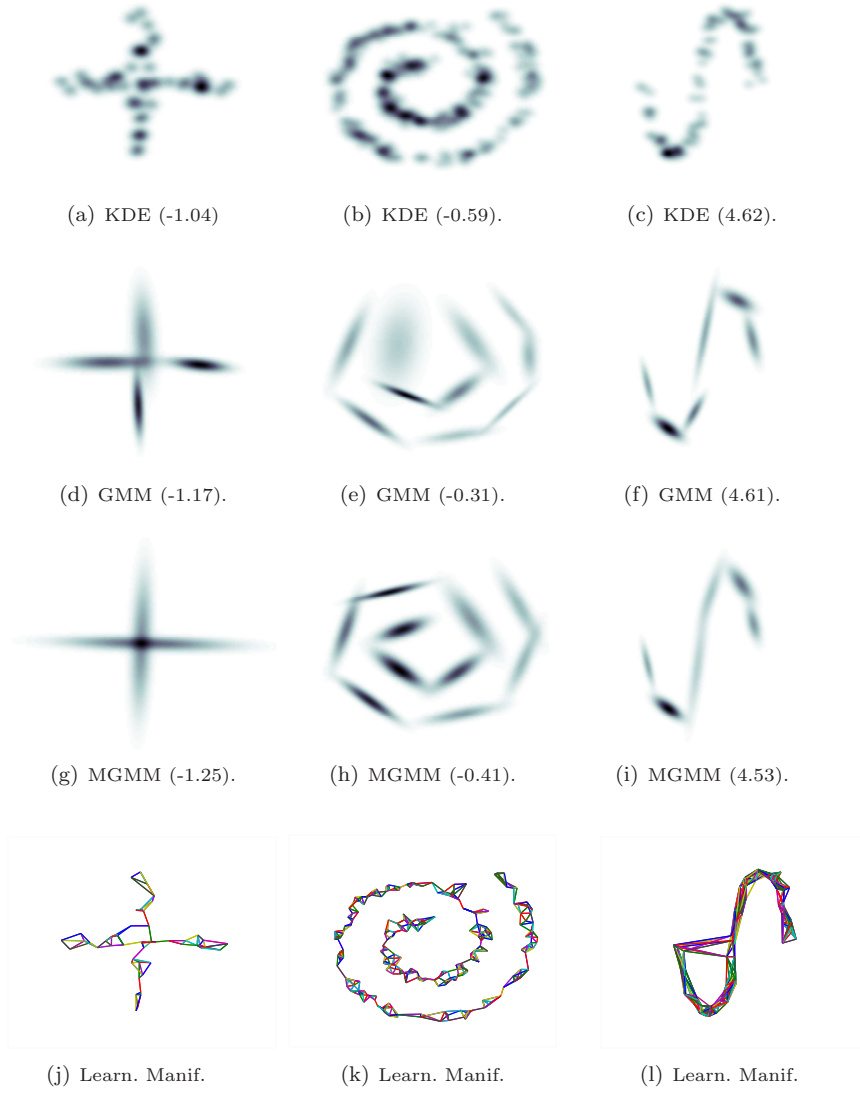 (a) KDE (-1.04)
(b) KDE (-0.59).
(c) KDE (4.62).
(d) GMM (-1.17).
(e) GMM (-0.31).
(f) GMM (4.61).
(g) MGMM (-1.25).
(h) MGMM (-0.41).
(i) MGMM (4.53).
(j) Learn. Manif.
(k) Learn. Manif.
(l) Learn. Manif.